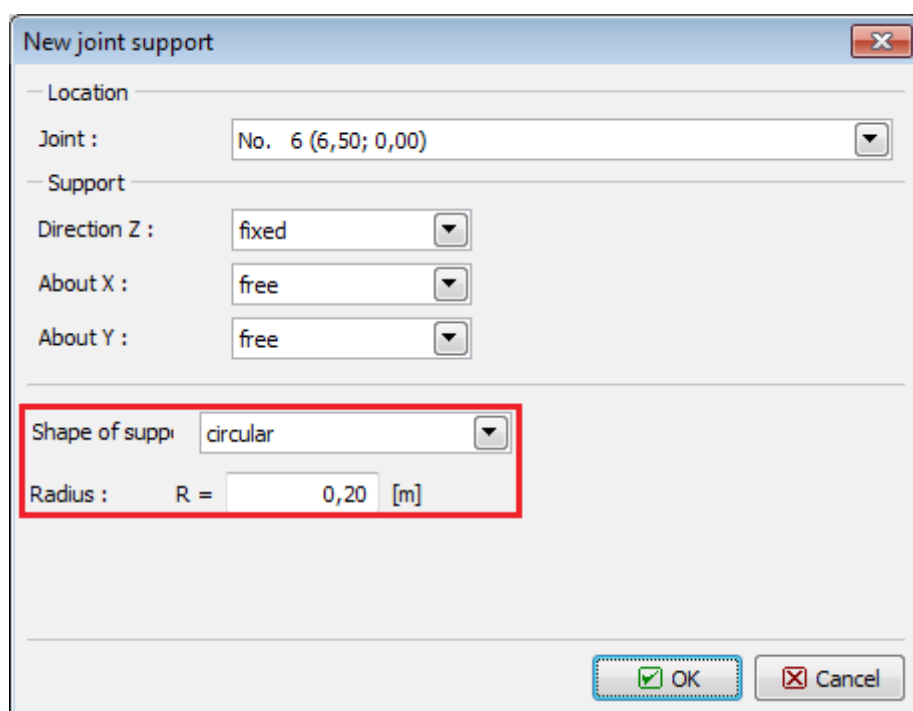 New joint support
Location
Joint : No. 6 (6,50; 0,00)
Support
Direction Z : fixed
About X : free
About Y : free
Shape of suppo circular
Radius : R = 0,20 [m]
OK Cancel